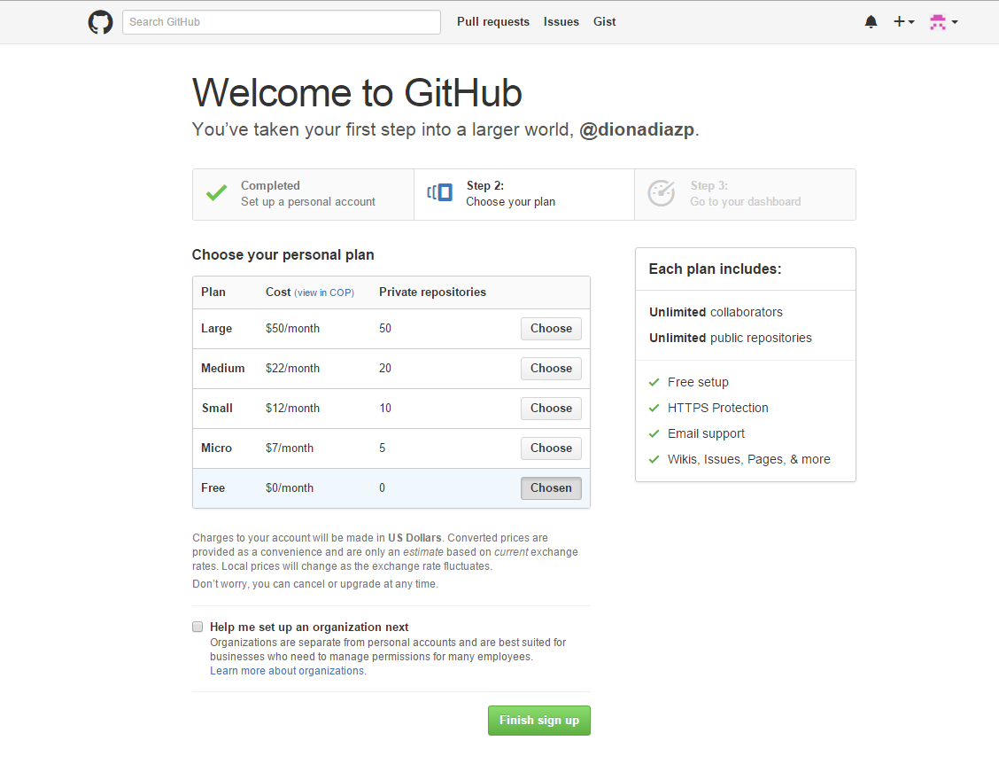 Search GitHub Pull requests Issues Gist
Welcome to GitHub
You’ve taken your first step into a larger world, @dionadiazp.
Completed
Set up a personal account
Step 2:
Choose your plan
Step 3:
Go to your dashboard
Choose your personal plan
Plan Cost (view in COP) Private repositories
Large $50/month 50 Choose
Medium $22/month 20 Choose
Small $12/month 10 Choose
Micro $7/month 5 Choose
Free $0/month 0 Chosen
Charges to your account will be made in US Dollars. Converted prices are
provided as a convenience and are only an estimate based on current exchange
rates. Local prices will change as the exchange rate fluctuates.
Don’t worry, you can cancel or upgrade at any time.
Help me set up an organization next
Organizations are separate from personal accounts and are best suited for
businesses who need to manage permissions for many employees.
Learn more about organizations.
Finish sign up
Each plan includes:
Unlimited collaborators
Unlimited public repositories
Free setup
HTTPS Protection
Email support
Wikis, Issues, Pages, & more